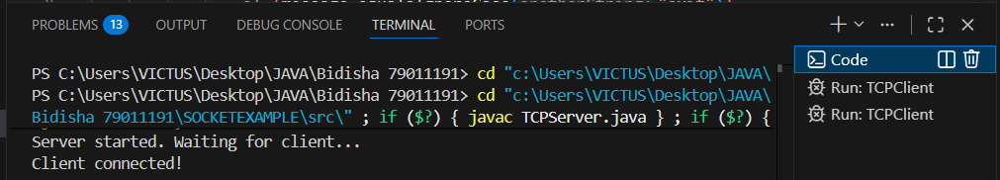 PROBLEMS 13 OUTPUT DEBUG CONSOLE TERMINAL PORTS
PS C:\Users\VICTUS\Desktop\JAVA\Bidisha 79011191> cd "c:\Users\VICTUS\Desktop\JAVA\
PS C:\Users\VICTUS\Desktop\JAVA\Bidisha 79011191> cd "c:\Users\VICTUS\Desktop\JAVA\
Bidisha 79011191\SOCKETEXAMPLE\src\" ; if ($?) { javac TCPServer.java } ; if ($?) {
Server started. Waiting for client...
Client connected!
Code
Run: TCPClient
Run: TCPClient